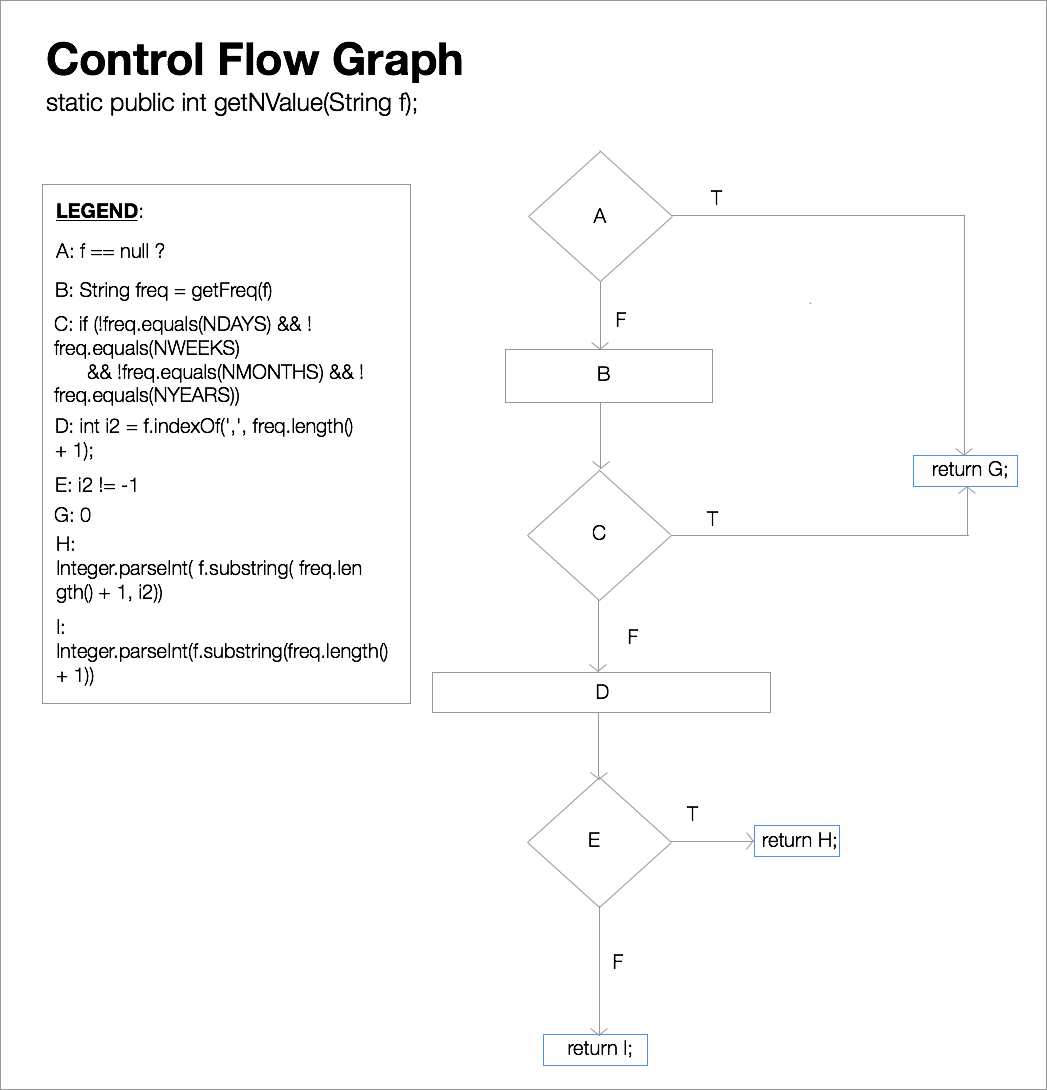 Control Flow Graph
static public int getNValue(String f);
LEGEND:
A: f == null ?
B: String freq = getFreq(f)
C: if (!freq.equals(NDAYS) && !
freq.equals(NWEEKS)
&& !freq.equals(NMONTHS) && !
freq.equals(NYEARS))
D: int i2 = f.indexOf(',', freq.length()
+ 1);
E: i2 != -1
G: 0
H:
Integer.parseInt( f.substring( freq.len
gth() + 1, i2))
I:
Integer.parseInt(f.substring(freq.length()
+ 1))
A
T
F
B
return G;
C
T
F
D
E
T
return H;
F
return I;